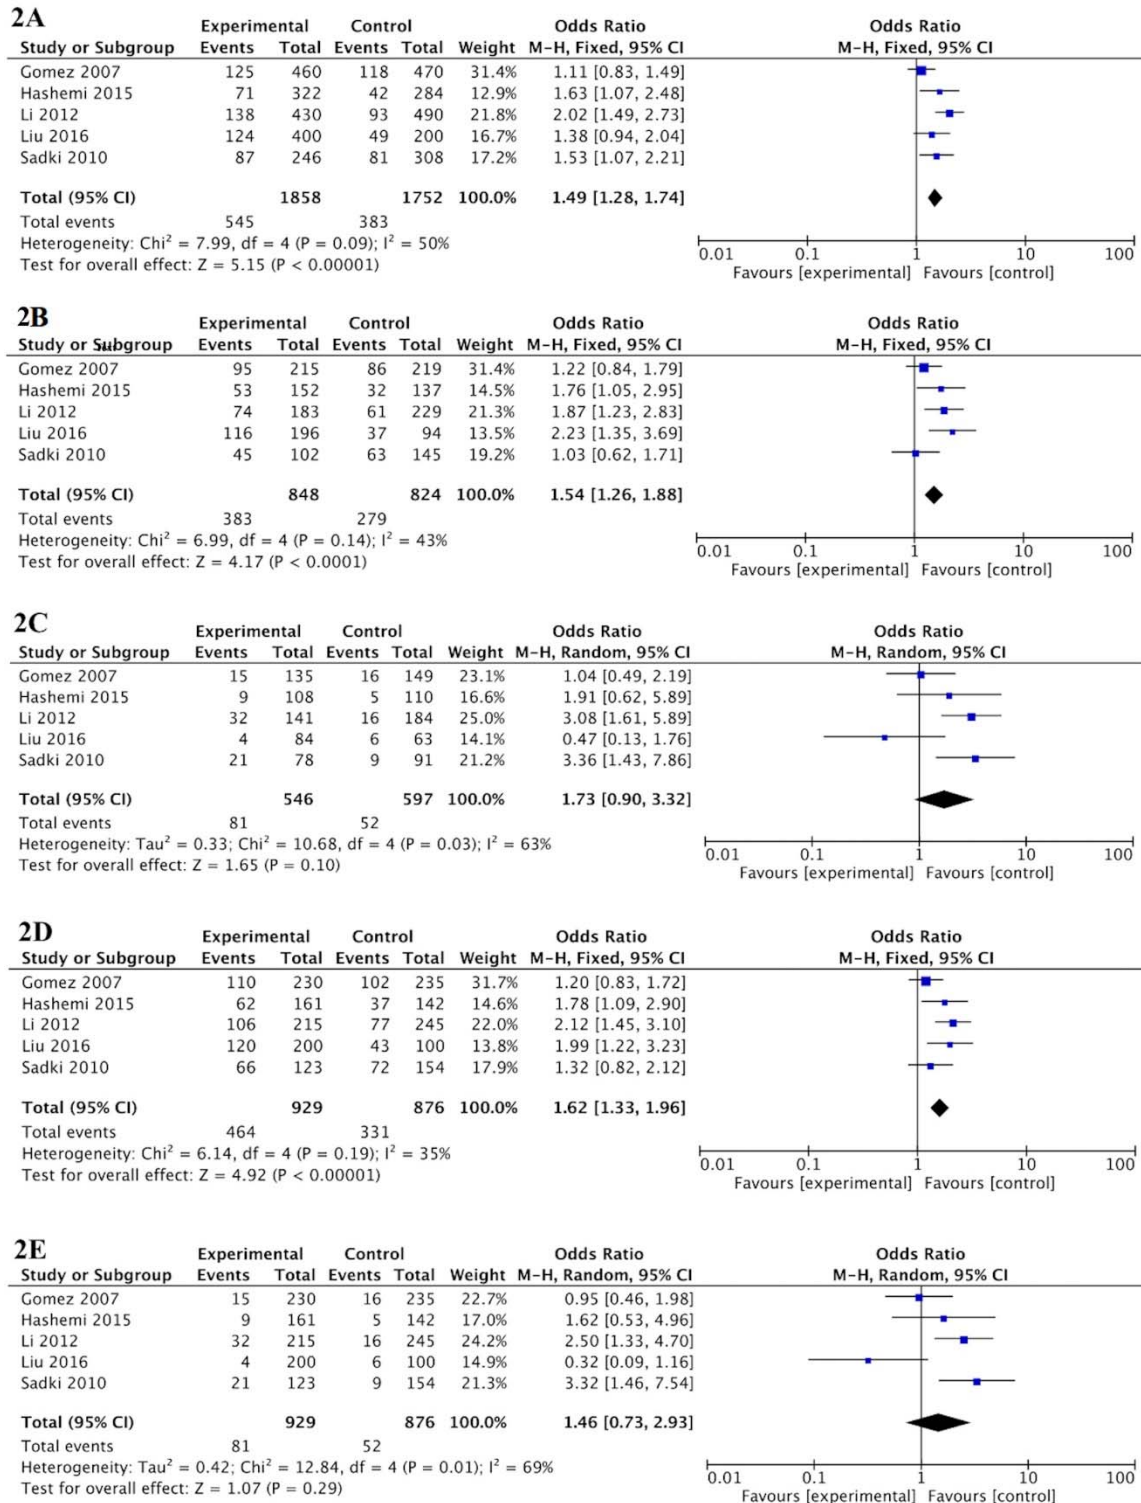 2A
Experimental Control Odds Ratio Odds Ratio
Study or Subgroup Events Total Events Total Weight M-H, Fixed, 95% CI M-H, Fixed, 95% CI
Gomez 2007 125 460 118 470 31.4% 1.11 [0.83, 1.49]
Hashemi 2015 71 322 42 284 12.9% 1.63 [1.07, 2.48]
Li 2012 138 430 93 490 21.8% 2.02 [1.49, 2.73]
Liu 2016 124 400 49 200 16.7% 1.38 [0.94, 2.04]
Sadki 2010 87 246 81 308 17.2% 1.53 [1.07, 2.21]
Total (95% CI) 1858 1752 100.0% 1.49 [1.28, 1.74]
Total events 545 383
Heterogeneity: Chi² = 7.99, df = 4 (P = 0.09); I² = 50%
Test for overall effect: Z = 5.15 (P < 0.00001)
0.01 0.1 1 10 100
Favours [experimental] Favours [control]
2B
Experimental Control Odds Ratio Odds Ratio
Study or Subgroup Events Total Events Total Weight M-H, Fixed, 95% CI M-H, Fixed, 95% CI
Gomez 2007 95 215 86 219 31.4% 1.22 [0.84, 1.79]
Hashemi 2015 53 152 32 137 14.5% 1.76 [1.05, 2.95]
Li 2012 74 183 61 229 21.3% 1.87 [1.23, 2.83]
Liu 2016 116 196 37 94 13.5% 2.23 [1.35, 3.69]
Sadki 2010 45 102 63 145 19.2% 1.03 [0.62, 1.71]
Total (95% CI) 848 824 100.0% 1.54 [1.26, 1.88]
Total events 383 279
Heterogeneity: Chi² = 6.99, df = 4 (P = 0.14); I² = 43%
Test for overall effect: Z = 4.17 (P < 0.0001)
0.01 0.1 1 10 100
Favours [experimental] Favours [control]
2C
Experimental Control Odds Ratio Odds Ratio
Study or Subgroup Events Total Events Total Weight M-H, Random, 95% CI M-H, Random, 95% CI
Gomez 2007 15 135 16 149 23.1% 1.04 [0.49, 2.19]
Hashemi 2015 9 108 5 110 16.6% 1.91 [0.62, 5.89]
Li 2012 32 141 16 184 25.0% 3.08 [1.61, 5.89]
Liu 2016 4 84 6 63 14.1% 0.47 [0.13, 1.76]
Sadki 2010 21 78 9 91 21.2% 3.36 [1.43, 7.86]
Total (95% CI) 546 597 100.0% 1.73 [0.90, 3.32]
Total events 81 52
Heterogeneity: Tau² = 0.33; Chi² = 10.68, df = 4 (P = 0.03); I² = 63%
Test for overall effect: Z = 1.65 (P = 0.10)
0.01 0.1 1 10 100
Favours [experimental] Favours [control]
2D
Experimental Control Odds Ratio Odds Ratio
Study or Subgroup Events Total Events Total Weight M-H, Fixed, 95% CI M-H, Fixed, 95% CI
Gomez 2007 110 230 102 235 31.7% 1.20 [0.83, 1.72]
Hashemi 2015 62 161 37 142 14.6% 1.78 [1.09, 2.90]
Li 2012 106 215 77 245 22.0% 2.12 [1.45, 3.10]
Liu 2016 120 200 43 100 13.8% 1.99 [1.22, 3.23]
Sadki 2010 66 123 72 154 17.9% 1.32 [0.82, 2.12]
Total (95% CI) 929 876 100.0% 1.62 [1.33, 1.96]
Total events 464 331
Heterogeneity: Chi² = 6.14, df = 4 (P = 0.19); I² = 35%
Test for overall effect: Z = 4.92 (P < 0.00001)
0.01 0.1 1 10 100
Favours [experimental] Favours [control]
2E
Experimental Control Odds Ratio Odds Ratio
Study or Subgroup Events Total Events Total Weight M-H, Random, 95% CI M-H, Random, 95% CI
Gomez 2007 15 230 16 235 22.7% 0.95 [0.46, 1.98]
Hashemi 2015 9 161 5 142 17.0% 1.62 [0.53, 4.96]
Li 2012 32 215 16 245 24.2% 2.50 [1.33, 4.70]
Liu 2016 4 200 6 100 14.9% 0.32 [0.09, 1.16]
Sadki 2010 21 123 9 154 21.3% 3.32 [1.46, 7.54]
Total (95% CI) 929 876 100.0% 1.46 [0.73, 2.93]
Total events 81 52
Heterogeneity: Tau² = 0.42; Chi² = 12.84, df = 4 (P = 0.01); I² = 69%
Test for overall effect: Z = 1.07 (P = 0.29)
0.01 0.1 1 10 100
Favours [experimental] Favours [control]